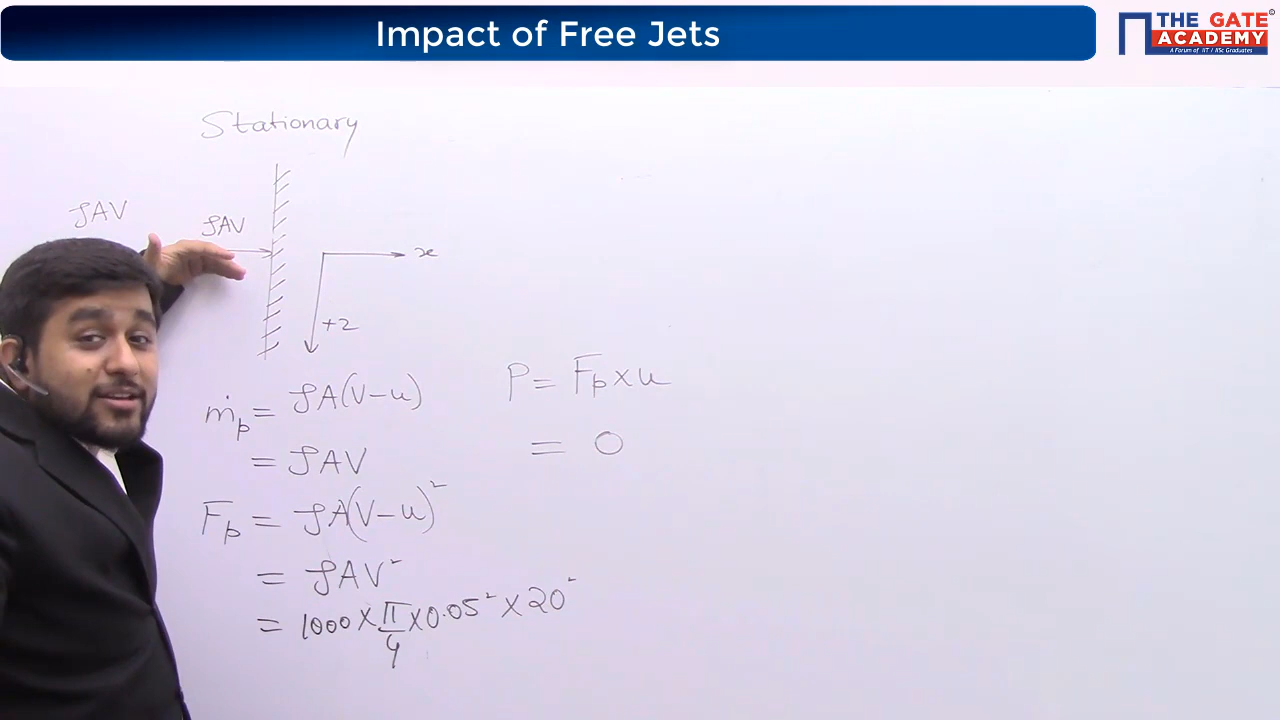 Impact of Free Jets
THE GATE
ACADEMY
A Forum of IIT / IISc Graduates
Stationary
ρAV
ρAV
x
+z
ṁp = ρA(V-u)
= ρAV
Fp = ρA(V-u)²
= ρAV²
= 1000 × π/4 × 0.05² × 20²
P = Fp × u
= 0